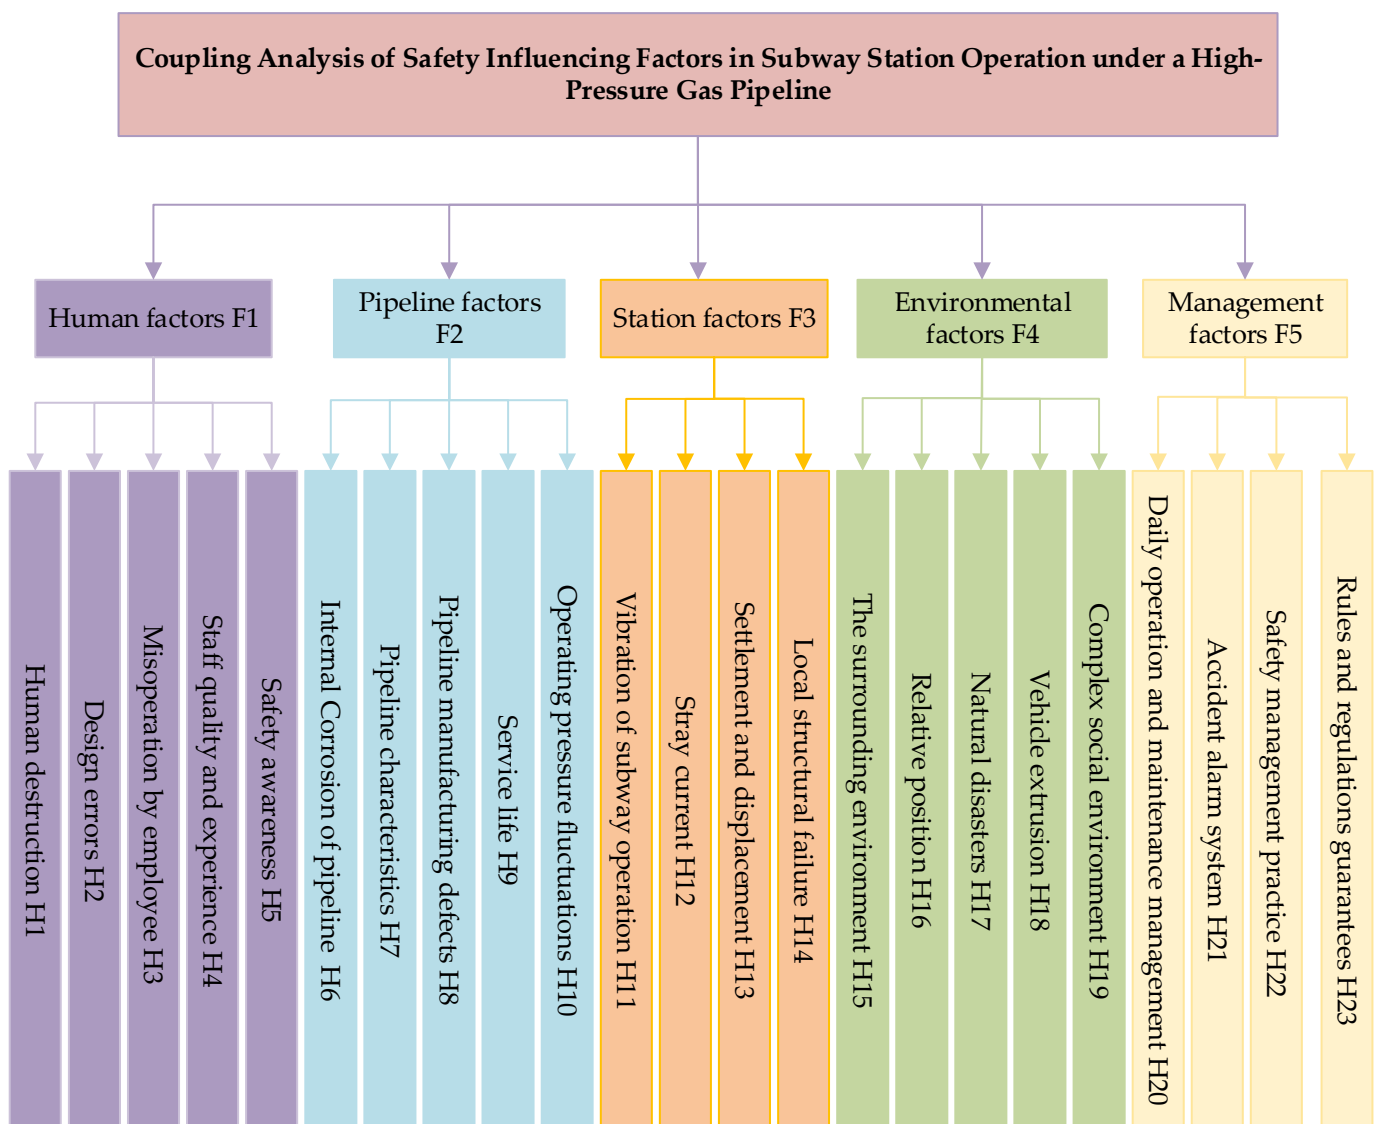 Coupling Analysis of Safety Influencing Factors in Subway Station Operation under a High-
Pressure Gas Pipeline
Human factors F1
Pipeline factors
F2
Station factors F3
Environmental
factors F4
Management
factors F5
Human destruction H1
Design errors H2
Misoperation by employee H3
Staff quality and experience H4
Safety awareness H5
Internal Corrosion of pipeline H6
Pipeline characteristics H7
Pipeline manufacturing defects H8
Service life H9
Operating pressure fluctuations H10
Vibration of subway operation H11
Stray current H12
Settlement and displacement H13
Local structural failure H14
The surrounding environment H15
Relative position H16
Natural disasters H17
Vehicle extrusion H18
Complex social environment H19
Daily operation and maintenance management H20
Accident alarm system H21
Safety management practice H22
Rules and regulations guarantees H23